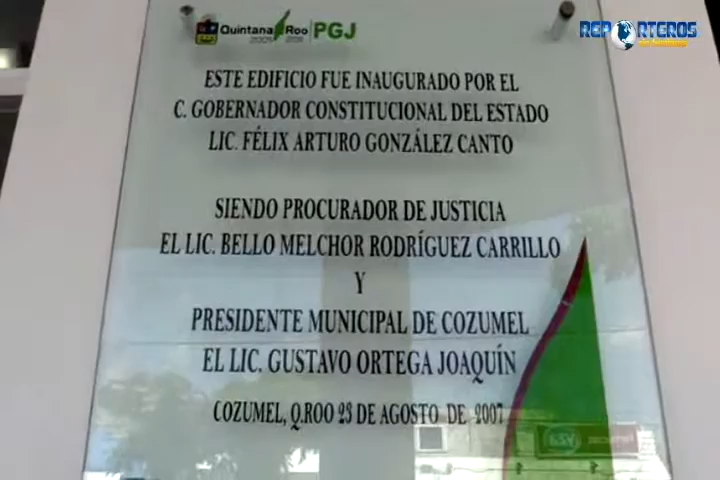 Quintana Roo PGJ
REPORTEROS
ESTE EDIFICIO FUE INAUGURADO POR EL
C. GOBERNADOR CONSTITUCIONAL DEL ESTADO
LIC. FÉLIX ARTURO GONZÁLEZ CANTO
SIENDO PROCURADOR DE JUSTICIA
EL LIC. BELLO MELCHOR RODRÍGUEZ CARRILLO
Y
PRESIDENTE MUNICIPAL DE COZUMEL
EL LIC. GUSTAVO ORTEGA JOAQUÍN
COZUMEL, Q.ROO 23 DE AGOSTO DE 2007